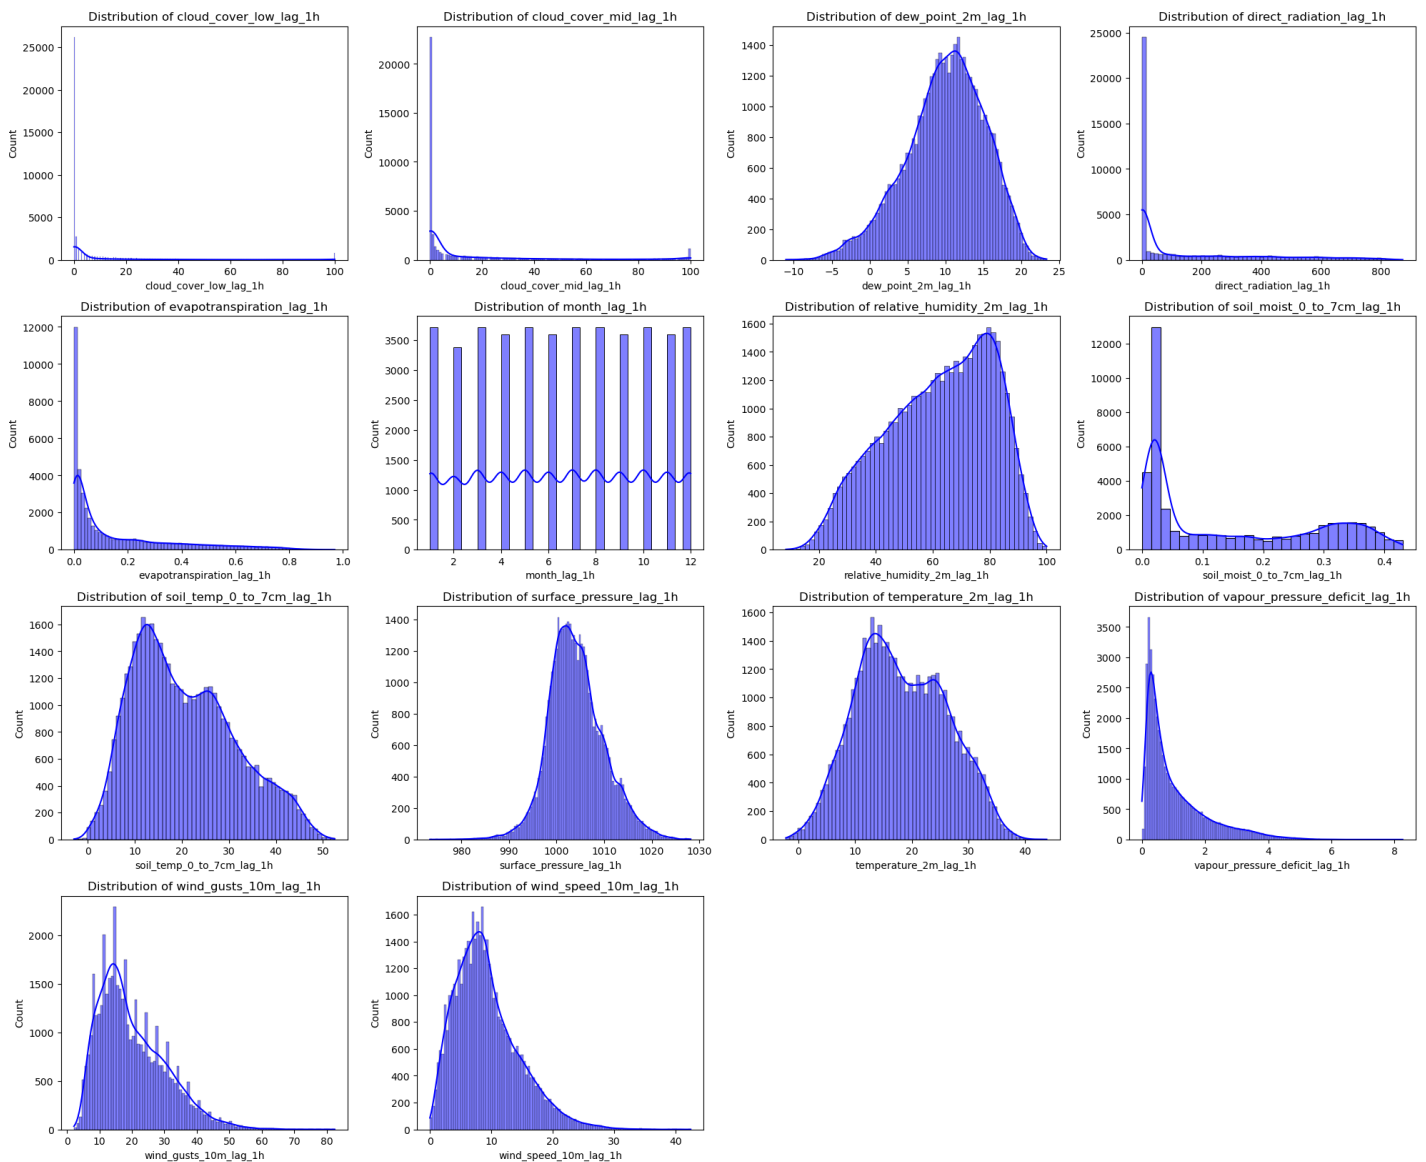 Distribution of cloud_cover_low_lag_1h
25000
20000
15000
10000
5000
0
Count
0 20 40 60 80 100
cloud_cover_low_lag_1h
Distribution of cloud_cover_mid_lag_1h
20000
15000
10000
5000
0
Count
0 20 40 60 80 100
cloud_cover_mid_lag_1h
Distribution of dew_point_2m_lag_1h
1400
1200
1000
800
600
400
200
0
Count
−10 −5 0 5 10 15 20 25
dew_point_2m_lag_1h
Distribution of direct_radiation_lag_1h
25000
20000
15000
10000
5000
0
Count
0 200 400 600 800
direct_radiation_lag_1h
Distribution of evapotranspiration_lag_1h
12000
10000
8000
6000
4000
2000
0
Count
0.0 0.2 0.4 0.6 0.8 1.0
evapotranspiration_lag_1h
Distribution of month_lag_1h
3500
3000
2500
2000
1500
1000
500
0
Count
2 4 6 8 10 12
month_lag_1h
Distribution of relative_humidity_2m_lag_1h
1600
1400
1200
1000
800
600
400
200
0
Count
20 40 60 80 100
relative_humidity_2m_lag_1h
Distribution of soil_moist_0_to_7cm_lag_1h
12000
10000
8000
6000
4000
2000
0
Count
0.0 0.1 0.2 0.3 0.4
soil_moist_0_to_7cm_lag_1h
Distribution of soil_temp_0_to_7cm_lag_1h
1600
1400
1200
1000
800
600
400
200
0
Count
0 10 20 30 40 50
soil_temp_0_to_7cm_lag_1h
Distribution of surface_pressure_lag_1h
1400
1200
1000
800
600
400
200
0
Count
980 990 1000 1010 1020 1030
surface_pressure_lag_1h
Distribution of temperature_2m_lag_1h
1600
1400
1200
1000
800
600
400
200
0
Count
0 10 20 30 40
temperature_2m_lag_1h
Distribution of vapour_pressure_deficit_lag_1h
3500
3000
2500
2000
1500
1000
500
0
Count
0 2 4 6 8
vapour_pressure_deficit_lag_1h
Distribution of wind_gusts_10m_lag_1h
2000
1500
1000
500
0
Count
0 10 20 30 40 50 60 70 80
wind_gusts_10m_lag_1h
Distribution of wind_speed_10m_lag_1h
1600
1400
1200
1000
800
600
400
200
0
Count
0 10 20 30 40
wind_speed_10m_lag_1h